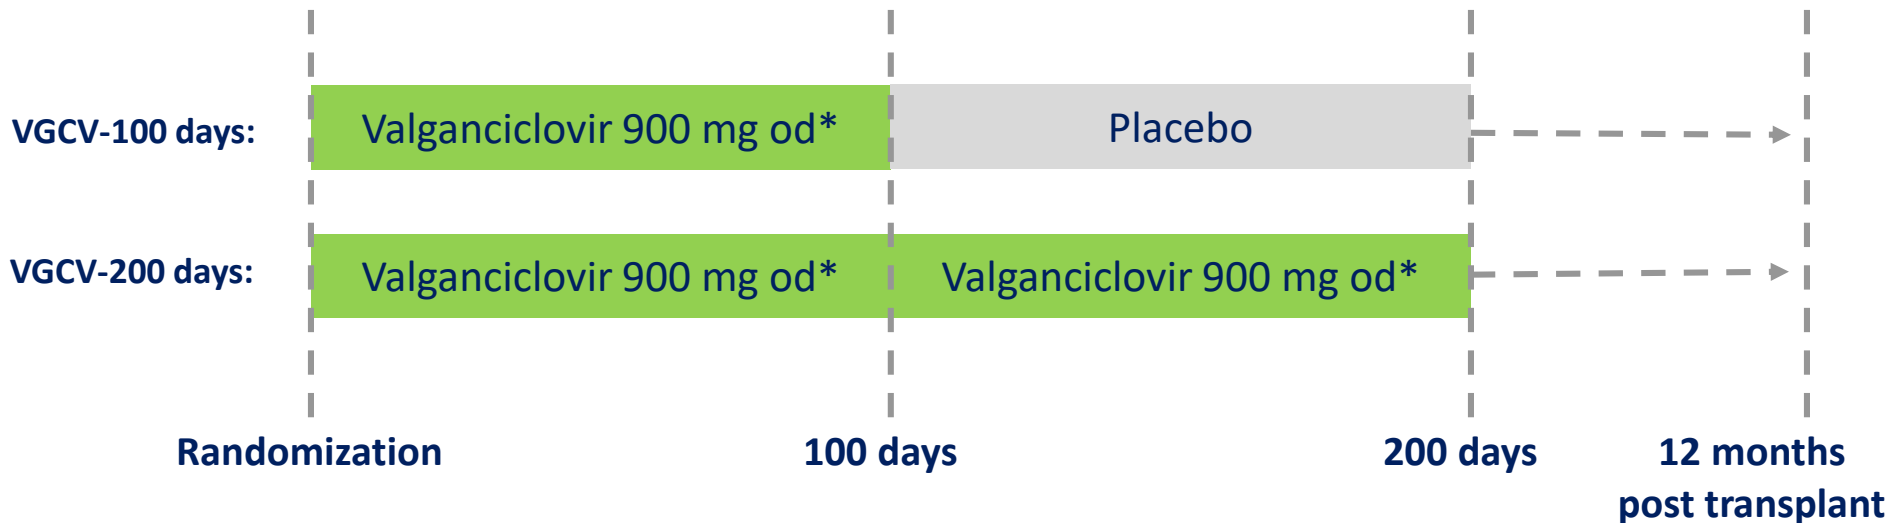 VGCV-100 days:
Valganciclovir 900 mg od*
Placebo
VGCV-200 days:
Valganciclovir 900 mg od*
Valganciclovir 900 mg od*
Randomization
100 days
200 days
12 months
post transplant